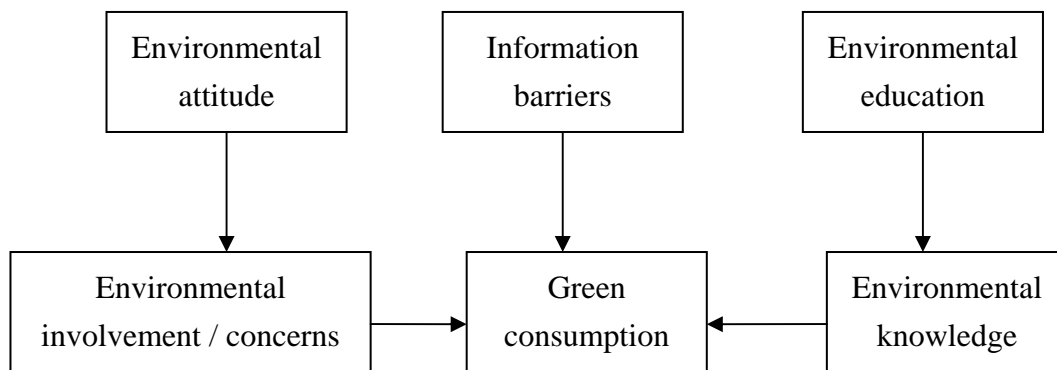 Environmental
attitude
Information
barriers
Environmental
education
Environmental
involvement / concerns
Green
consumption
Environmental
knowledge